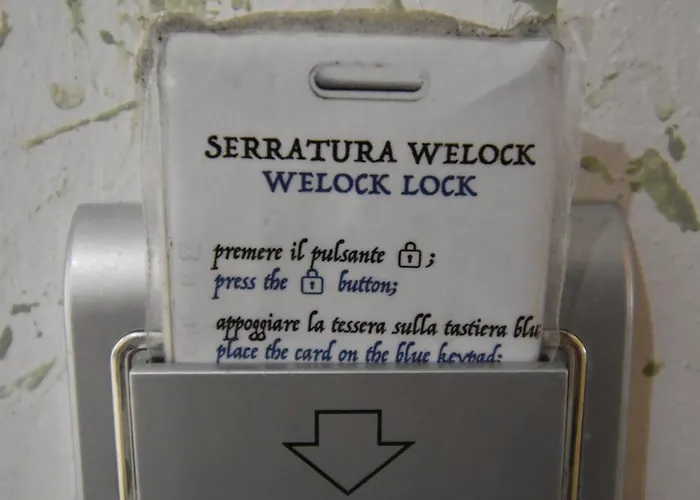 SERRATURA WELOCK
WELOCK LOCK
premere il pulsante ;
press the button;
appoggiare la tessera sulla tastiera blu
place the card on the blue keypad;